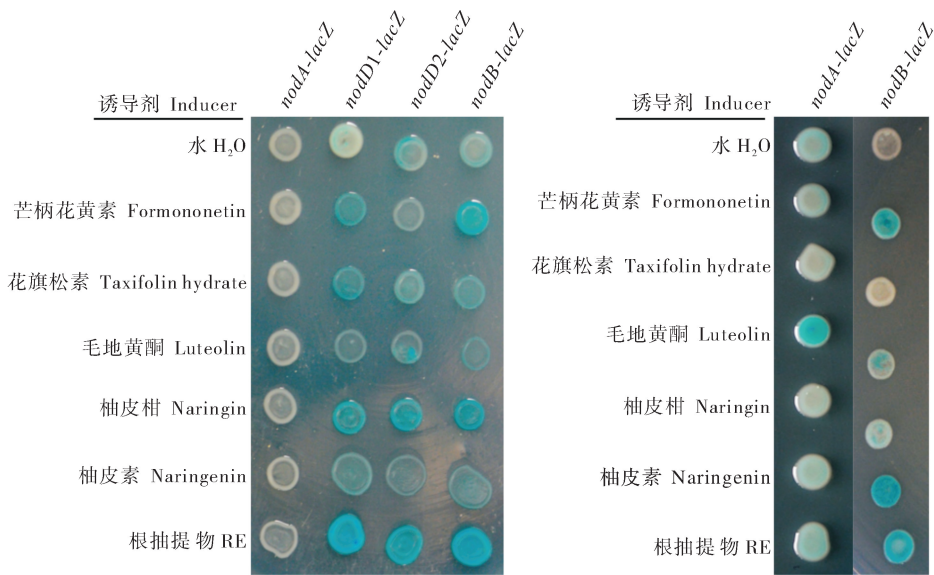 nodA-lacZ
nodD1-lacZ
nodD2-lacZ
nodB-lacZ
诱导剂 Inducer
水 H₂O
芒柄花黄素 Formononetin
花旗松素 Taxifolin hydrate
毛地黄酮 Luteolin
柚皮柑 Naringin
柚皮素 Naringenin
根抽提物 RE
nodA-lacZ
nodB-lacZ
诱导剂 Inducer
水 H₂O
芒柄花黄素 Formononetin
花旗松素 Taxifolin hydrate
毛地黄酮 Luteolin
柚皮柑 Naringin
柚皮素 Naringenin
根抽提物 RE